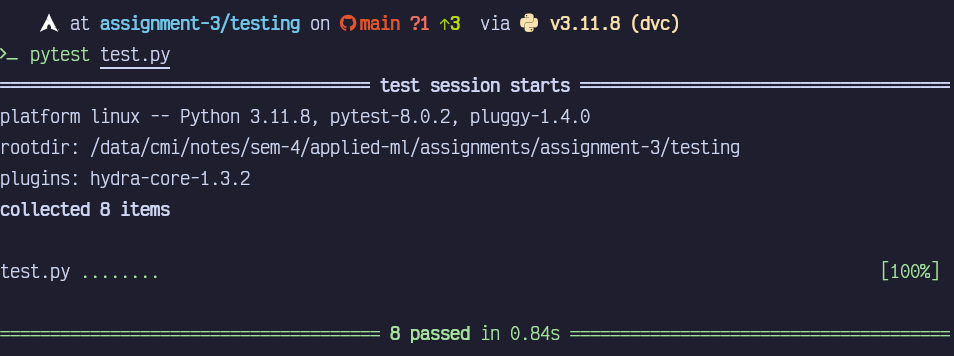 at assignment-3/testing on main ?1 ↑3 via v3.11.8 (dvc)
>_ pytest test.py
===================================== test session starts =====================================
platform linux -- Python 3.11.8, pytest-8.0.2, pluggy-1.4.0
rootdir: /data/cmi/notes/sem-4/applied-ml/assignments/assignment-3/testing
plugins: hydra-core-1.3.2
collected 8 items
test.py ........ [100%]
====================================== 8 passed in 0.84s ======================================